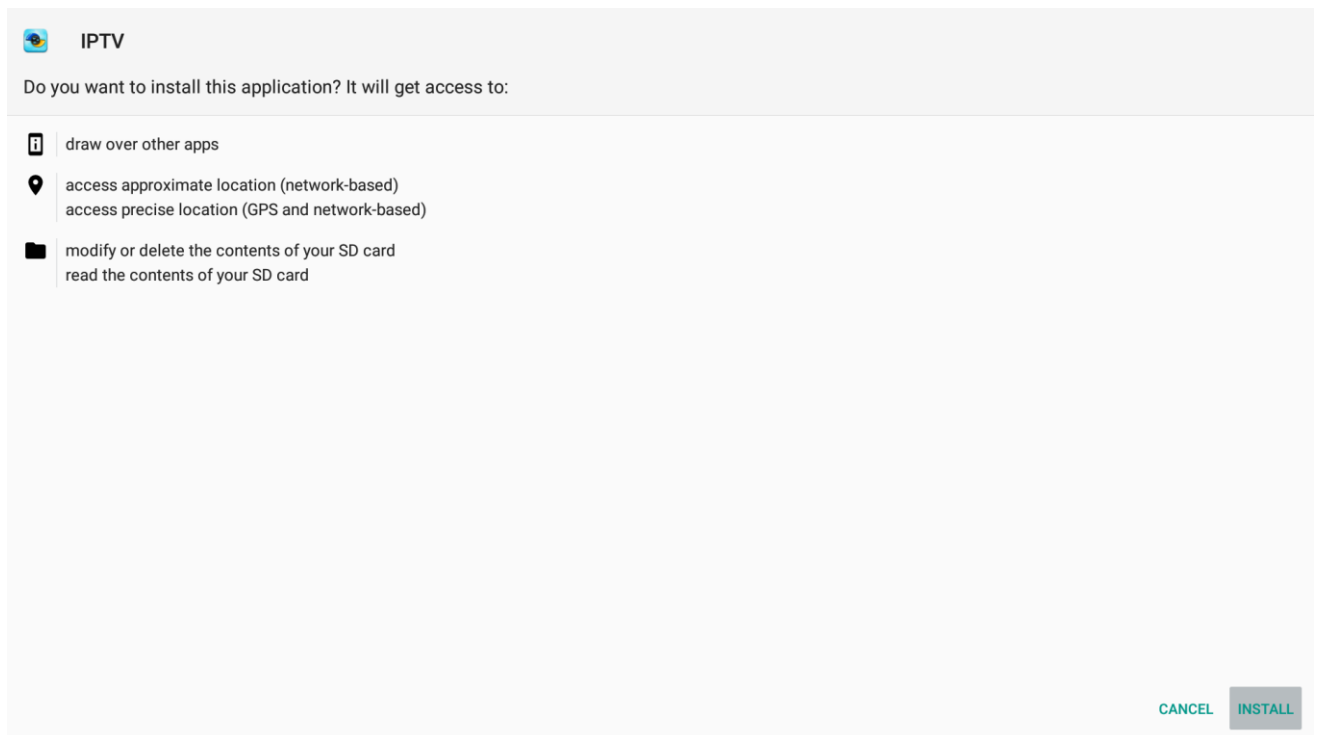 IPTV
Do you want to install this application? It will get access to:
draw over other apps
access approximate location (network-based)
access precise location (GPS and network-based)
modify or delete the contents of your SD card
read the contents of your SD card
CANCEL INSTALL